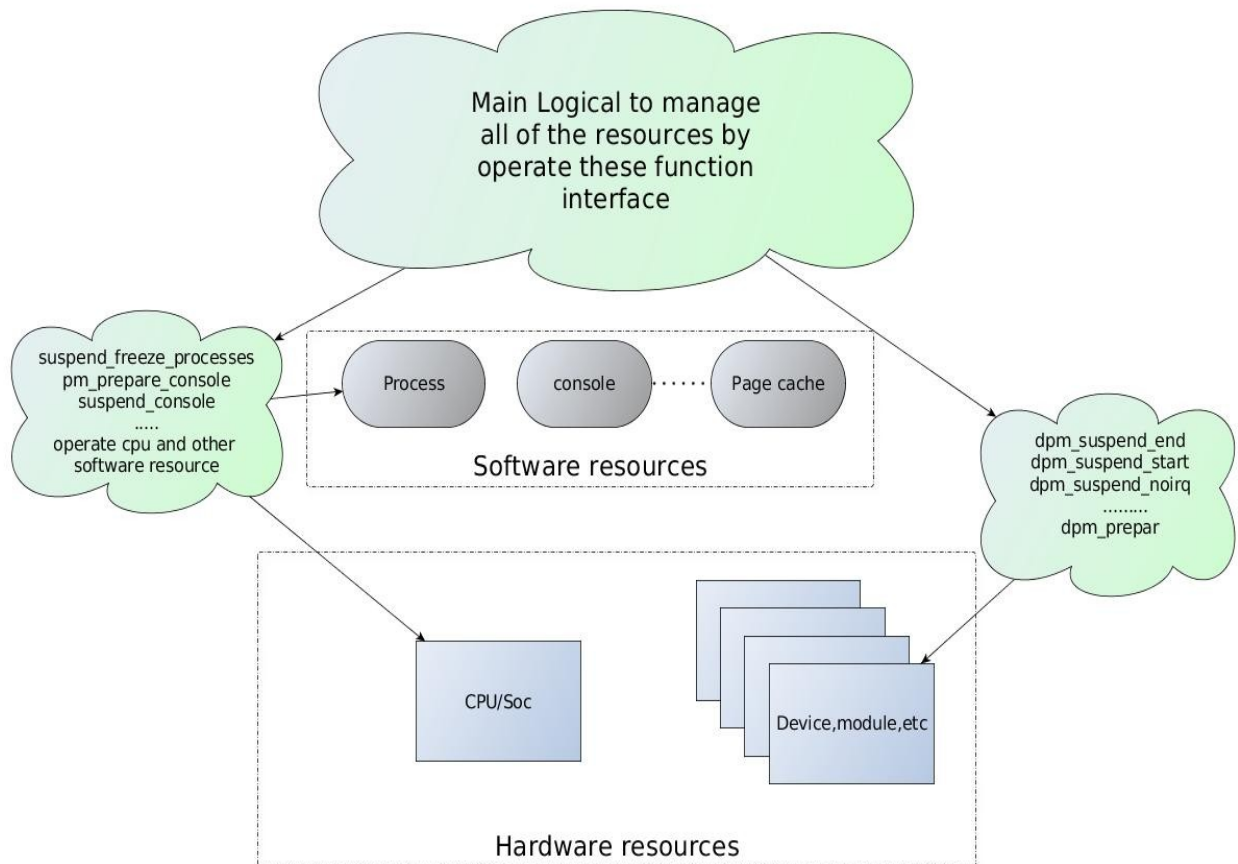 Main Logical to manage
all of the resources by
operate these function
interface
suspend_freeze_processes
pm_prepare_console
suspend_console
.....
operate cpu and other
software resource
Process
console
......
Page cache
Software resources
dpm_suspend_end
dpm_suspend_start
dpm_suspend_noirq
.........
dpm_prepar
CPU/Soc
Device,module,etc
Hardware resources